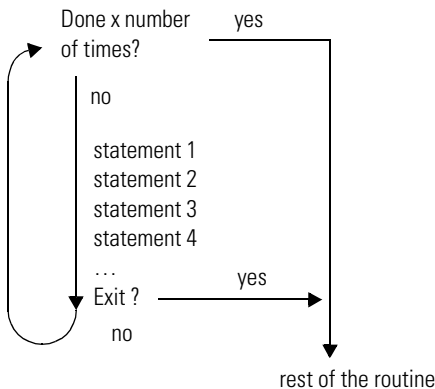 Done x number
of times?
yes
no
statement 1
statement 2
statement 3
statement 4
...
Exit ?
yes
no
rest of the routine